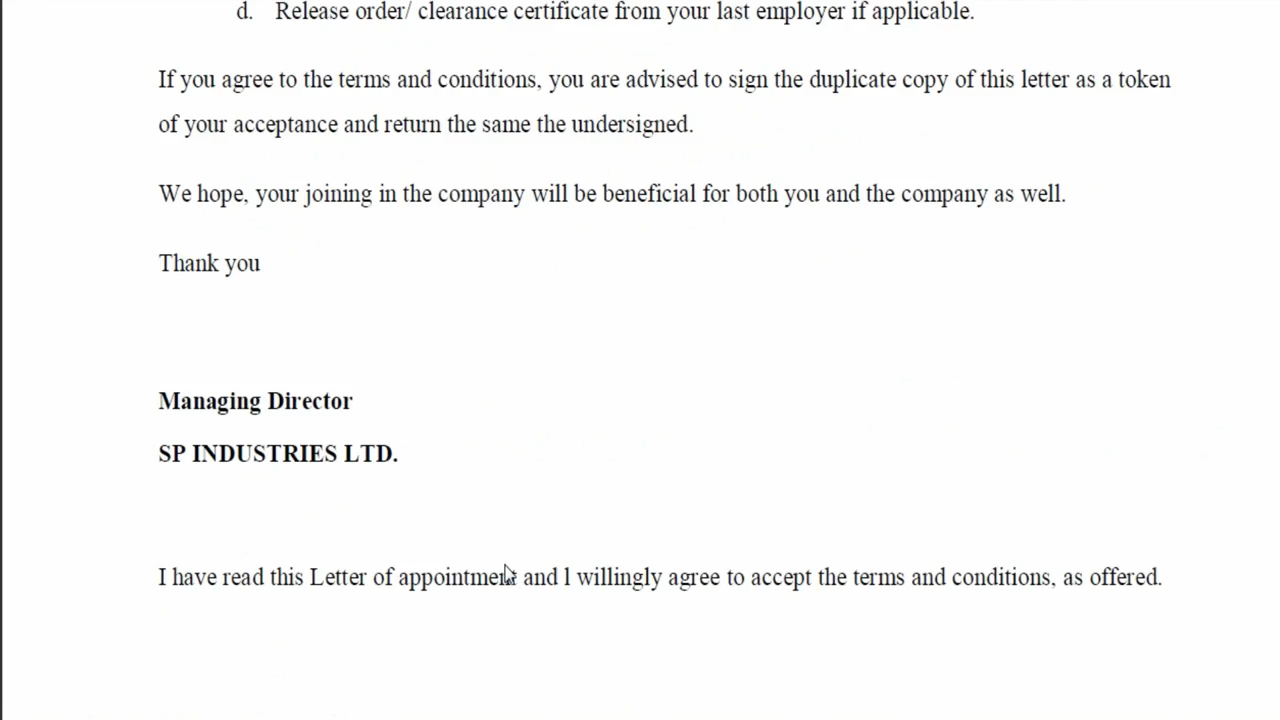 d. Release order/ clearance certificate from your last employer if applicable.
If you agree to the terms and conditions, you are advised to sign the duplicate copy of this letter as a token
of your acceptance and return the same the undersigned.
We hope, your joining in the company will be beneficial for both you and the company as well.
Thank you
Managing Director
SP INDUSTRIES LTD.
I have read this Letter of appointment and l willingly agree to accept the terms and conditions, as offered.